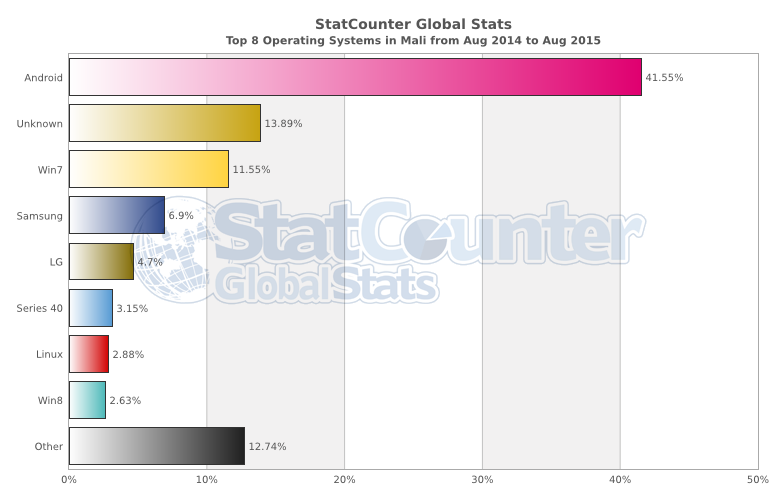 StatCounter Global Stats
Top 8 Operating Systems in Mali from Aug 2014 to Aug 2015
Android 41.55%
Unknown 13.89%
Win7 11.55%
Samsung 6.9%
StatCounter
LG 4.7%
GlobalStats
Series 40 3.15%
Linux 2.88%
Win8 2.63%
Other 12.74%
0% 10% 20% 30% 40% 50%